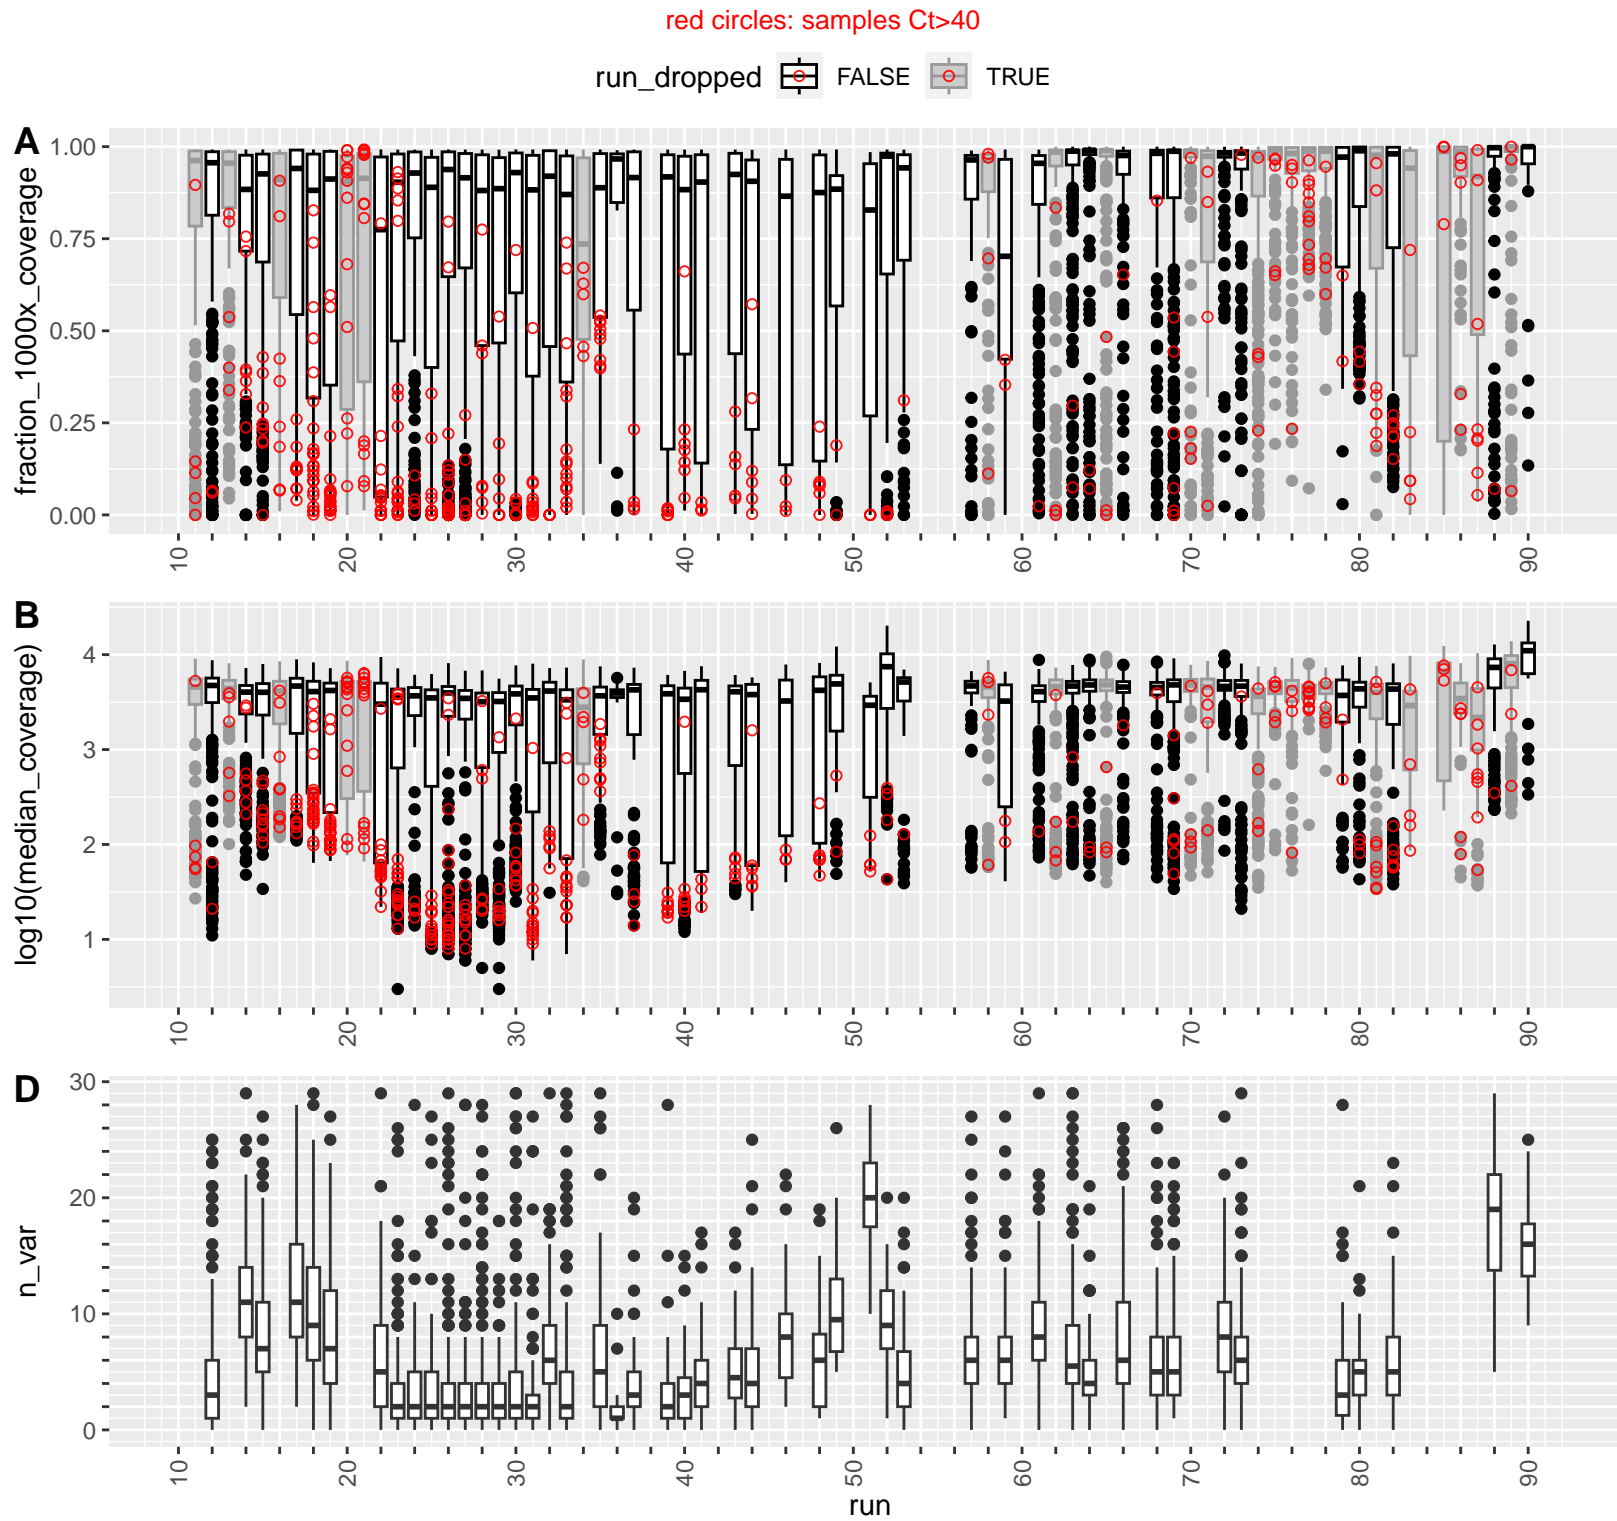 red circles: samples Ct>40
run_dropped FALSE TRUE
A
fraction_1000x_coverage
1.00
0.75
0.50
0.25
0.00
10 20 30 40 50 60 70 80 90
B
log10(median_coverage)
4
3
2
1
10 20 30 40 50 60 70 80 90
D
n_var
30
20
10
0
10 20 30 40 50 60 70 80 90
run